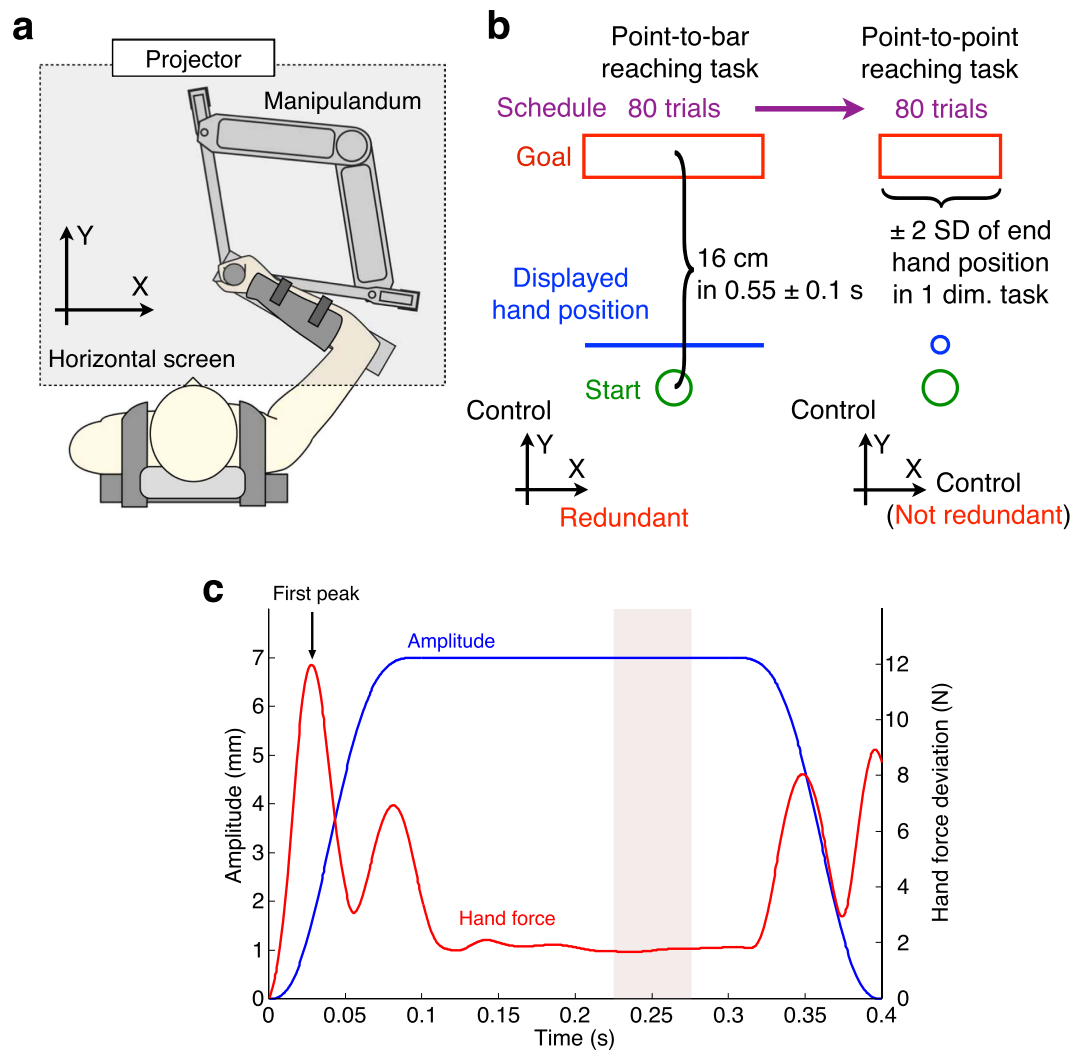 a
Projector
Manipulandum
Y
X
Horizontal screen
b
Point-to-bar
reaching task
Point-to-point
reaching task
Schedule 80 trials
80 trials
Goal
± 2 SD of end
hand position
in 1 dim. task
16 cm
in 0.55 ± 0.1 s
Displayed
hand position
Start
Control
Y
X
Redundant
Control
Y
X
Control
(Not redundant)
c
First peak
Amplitude
Hand force
Amplitude (mm)
7
6
5
4
3
2
1
0
Hand force deviation (N)
12
10
8
6
4
2
0
0 0.05 0.1 0.15 0.2 0.25 0.3 0.35 0.4
Time (s)